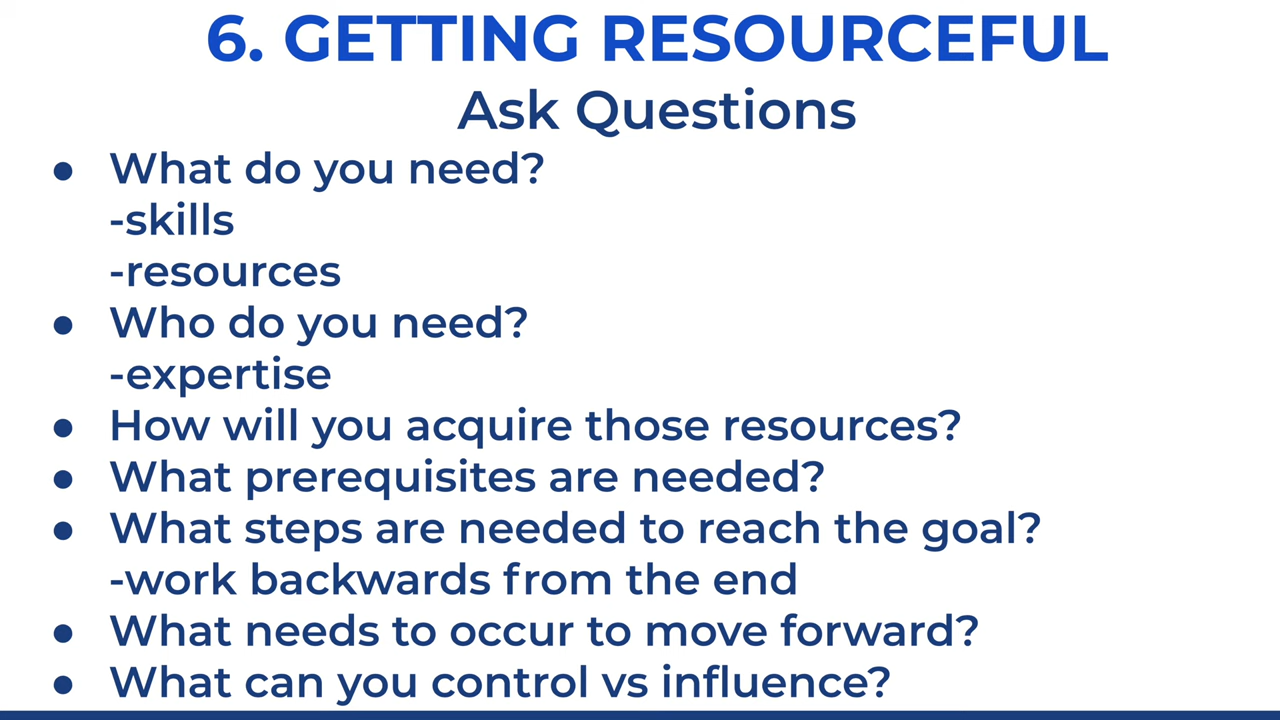 6. GETTING RESOURCEFUL
Ask Questions
● What do you need?
-skills
-resources
● Who do you need?
-expertise
● How will you acquire those resources?
● What prerequisites are needed?
● What steps are needed to reach the goal?
-work backwards from the end
● What needs to occur to move forward?
● What can you control vs influence?